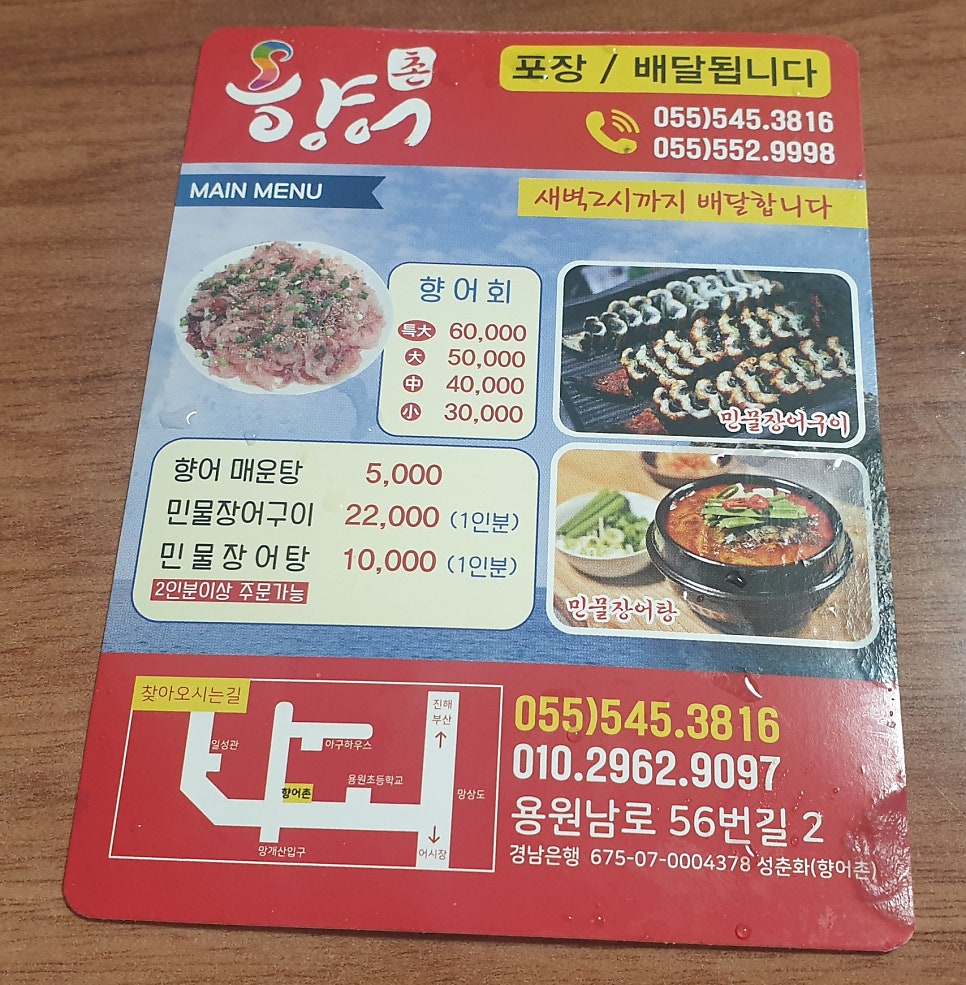 향어촌
포장 / 배달됩니다
055)545.3816
055)552.9998
MAIN MENU
새벽2시까지 배달합니다
향어회
特大 60,000
大 50,000
中 40,000
小 30,000
민물장어구이
향어 매운탕 5,000
민물장어구이 22,000 (1인분)
민물장어탕 10,000 (1인분)
2인분이상 주문가능
민물장어탕
찾아오시는길
진해
부산
일성관
아구하우스
용원초등학교
향어촌
망상도
망개산입구
어시장
055)545.3816
010.2962.9097
용원남로 56번길 2
경남은행 675-07-0004378 성춘화(향어촌)